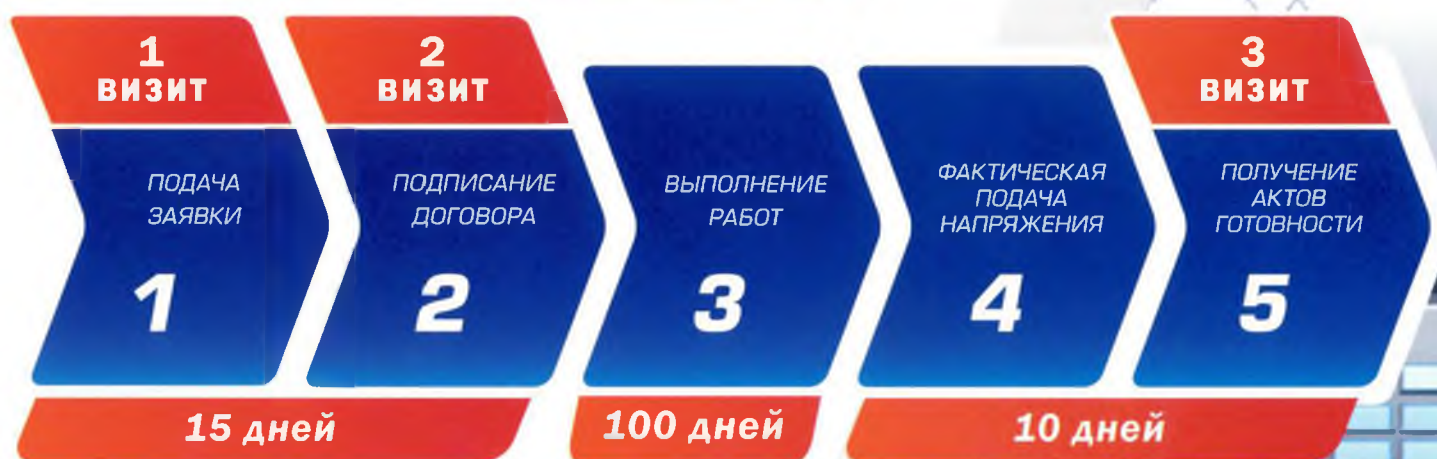 1
ВИЗИТ
2
ВИЗИТ
3
ВИЗИТ
ПОДАЧА
ЗАЯВКИ
1
ПОДПИСАНИЕ
ДОГОВОРА
2
ВЫПОЛНЕНИЕ
РАБОТ
3
ФАКТИЧЕСКАЯ
ПОДАЧА
НАПРЯЖЕНИЯ
4
ПОЛУЧЕНИЕ
АКТОВ
ГОТОВНОСТИ
5
15 дней
100 дней
10 дней